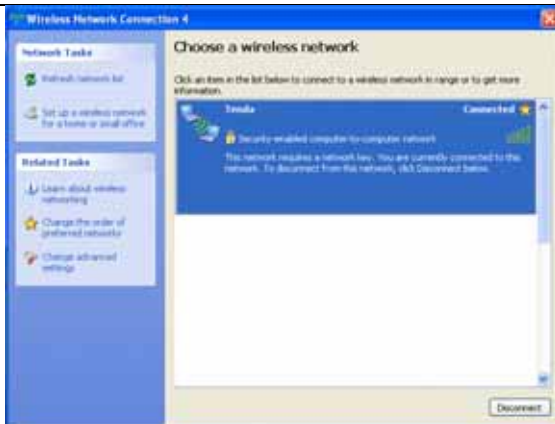 Wireless Network Connection 4
Network Tasks
Refresh network list
Set up a wireless network
for a home or small office
Related Tasks
Learn about wireless
networking
Change the order of
preferred networks
Change advanced
settings
Choose a wireless network
Click an item in the list below to connect to a wireless network in range or to get more
information.
Tenda
Connected
Security-enabled computer-to-computer network
This network requires a network key. You are currently connected to this
network. To disconnect from this network, click Disconnect below.
Disconnect